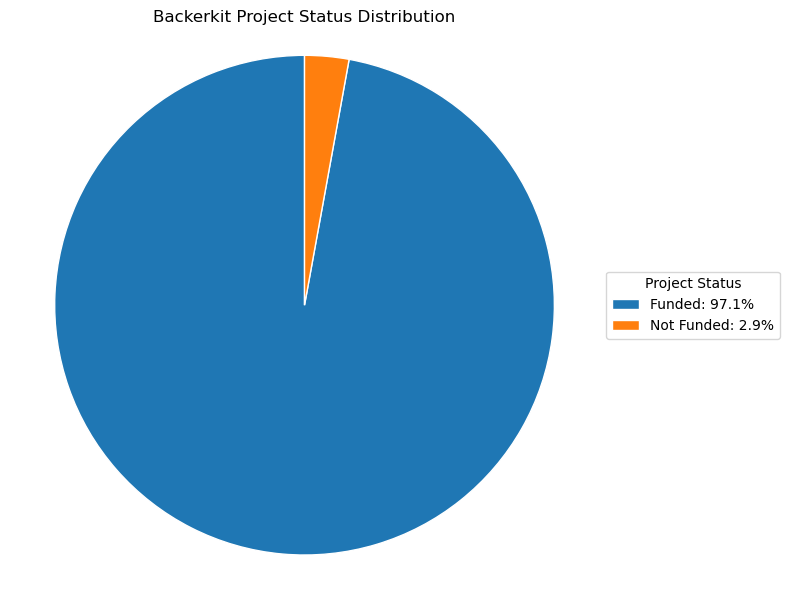 Backerkit Project Status Distribution
Project Status
Funded: 97.1%
Not Funded: 2.9%